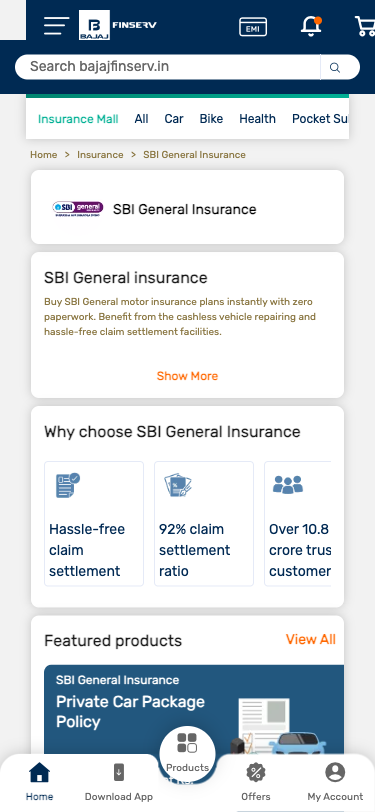 B
BAJAJ
FINSERV
EMI
Search bajajfinserv.in
Insurance Mall All Car Bike Health Pocket Su
Home > Insurance > SBI General Insurance
SBI general
SBI General Insurance
SBI General insurance
Buy SBI General motor insurance plans instantly with zero
paperwork. Benefit from the cashless vehicle repairing and
hassle-free claim settlement facilities.
Show More
Why choose SBI General Insurance
Hassle-free
claim
settlement
92% claim
settlement
ratio
Over 10.8
crore trus
customer
Featured products
View All
SBI General Insurance
Private Car Package
Policy
Home
Download App
Products
Offers
My Account